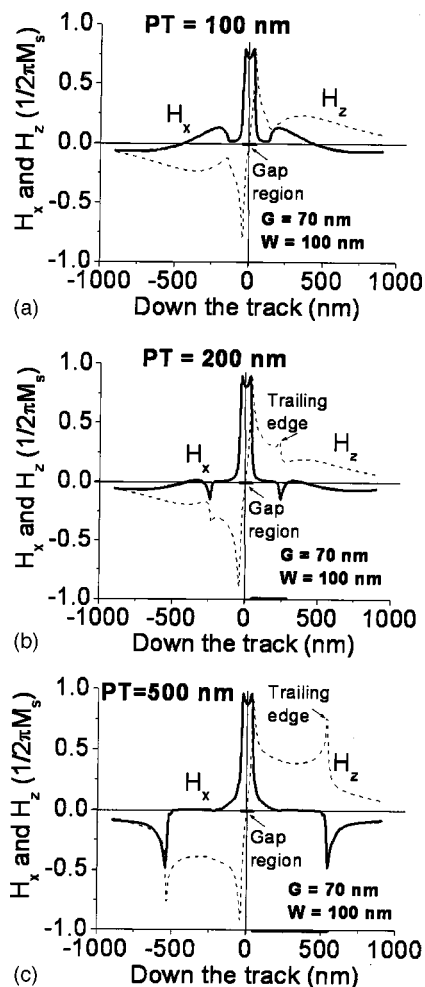 PT = 100 nm
H_x and H_z (1/2πM_s)
1.0
0.5
0.0
-0.5
-1.0
H_x
H_z
Gap
region
G = 70 nm
W = 100 nm
-1000 -500 0 500 1000
(a) Down the track (nm)
PT = 200 nm
H_x and H_z (1/2πM_s)
1.0
0.5
0.0
-0.5
-1.0
Trailing
edge
H_x
H_z
Gap
region
G = 70 nm
W = 100 nm
-1000 -500 0 500 1000
(b) Down the track (nm)
PT=500 nm
H_x and H_z (1/2πM_s)
1.0
0.5
0.0
-0.5
-1.0
Trailing
edge
H_x
H_z
Gap
region
G = 70 nm
W = 100 nm
-1000 -500 0 500 1000
(c) Down the track (nm)